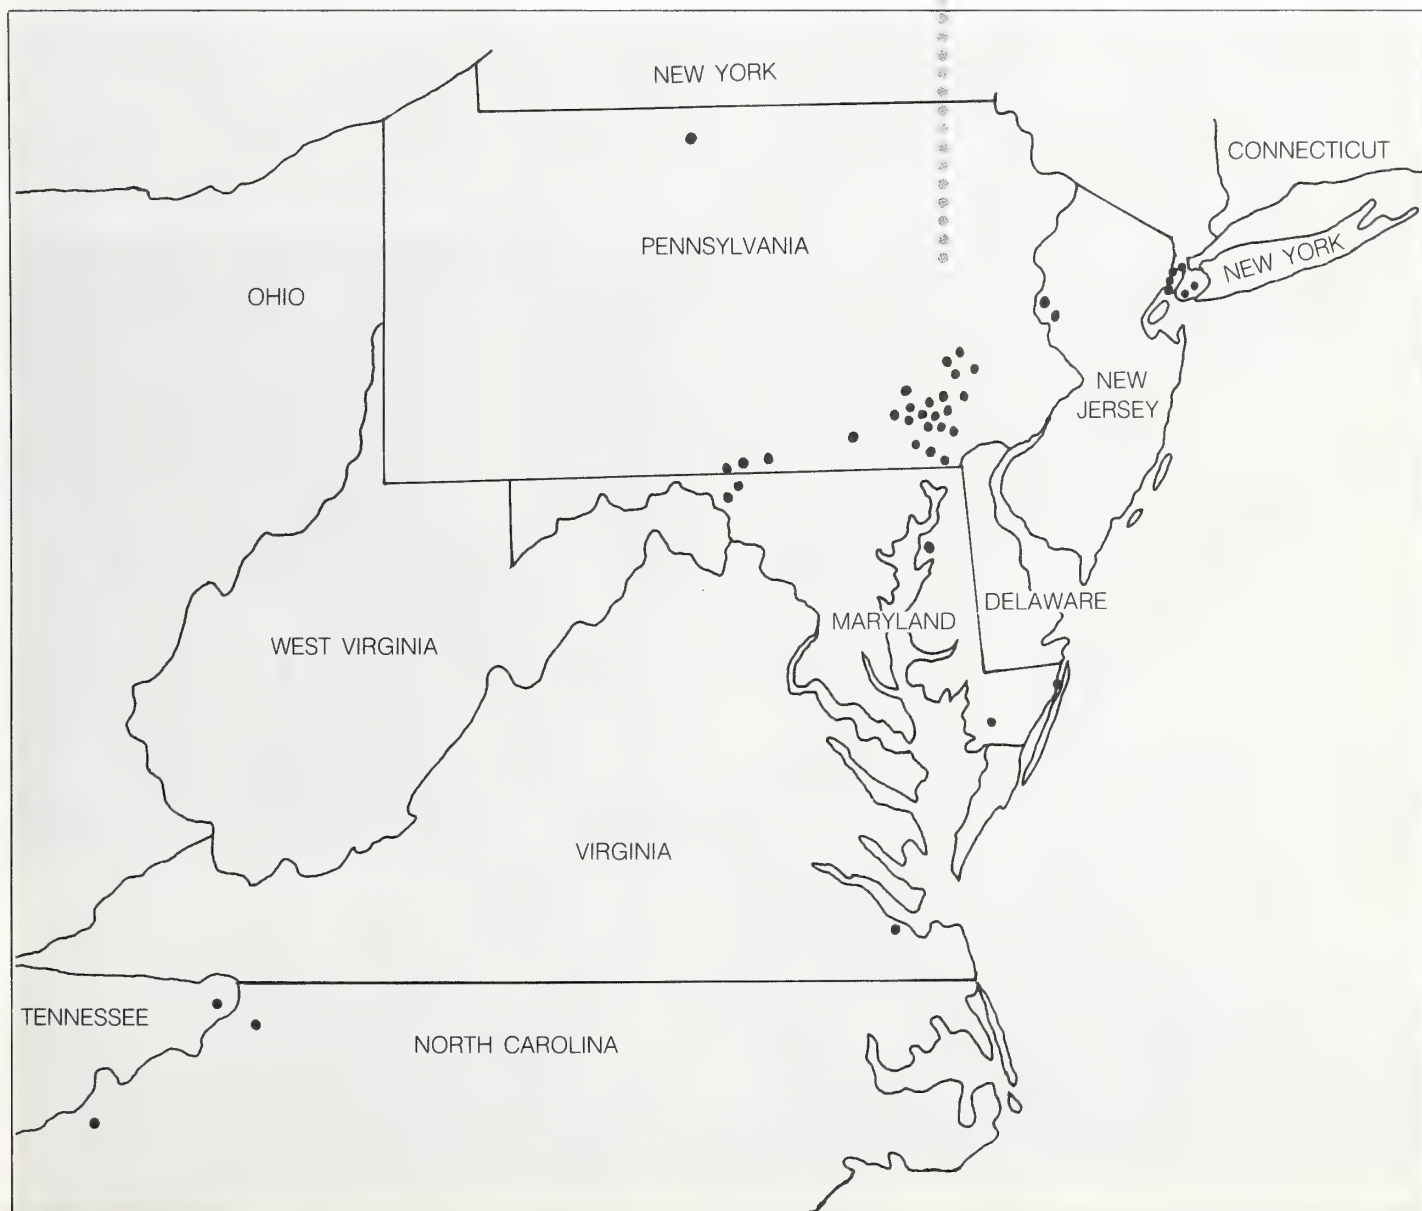 NEW YORK
CONNECTICUT
PENNSYLVANIA
NEW YORK
OHIO
NEW
JERSEY
DELAWARE
MARYLAND
WEST VIRGINIA
VIRGINIA
TENNESSEE
NORTH CAROLINA